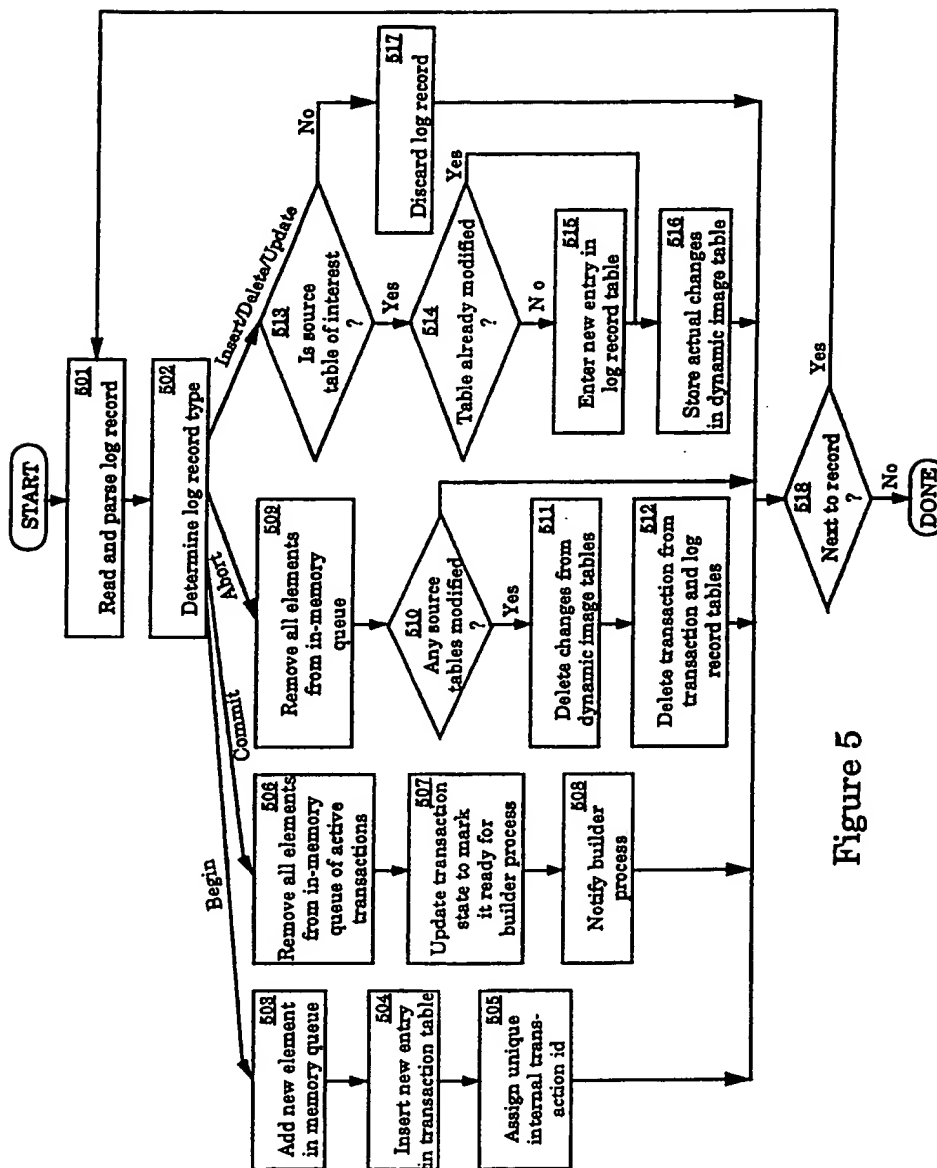 START
501
Read and parse log record
502
Determine log record type
Begin
Commit
Abort
Insert/Delete/Update
503
Add new element
in memory queue
504
Insert new entry
in transaction table
505
Assign unique
internal trans-
action id
506
Remove all elements
from in-memory
queue of active
transactions
507
Update transaction
state to mark
it ready for
builder process
508
Notify builder
process
509
Remove all elements
from in-memory
queue
510
Any source
tables modified
?
Yes
511
Delete changes from
dynamic image tables
512
Delete transaction from
transaction and log
record tables
513
Is source
table of interest
?
No
Yes
514
Table already modified
?
Yes
No
515
Enter new entry in
log record table
516
Store actual changes
in dynamic image table
517
Discard log record
518
Next to record
?
Yes
No
DONE
Figure 5